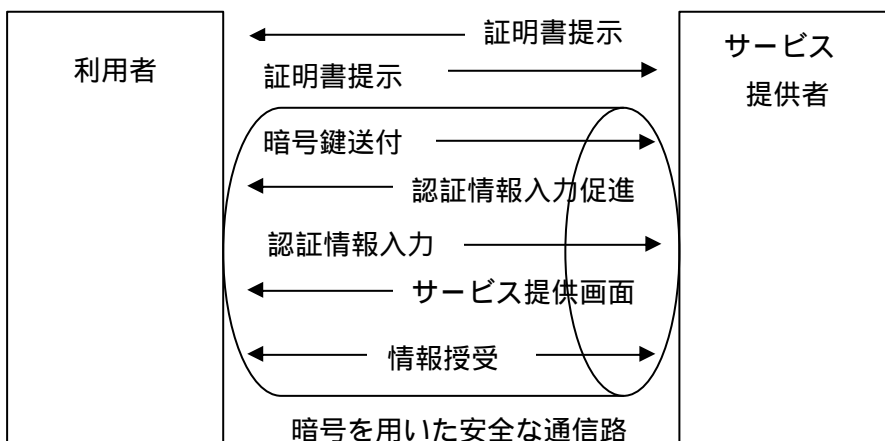 証明書提示
サービス
提供者
利用者
証明書提示
暗号鍵送付
認証情報入力促進
認証情報入力
サービス提供画面
情報授受
暗号を用いた安全な通信路